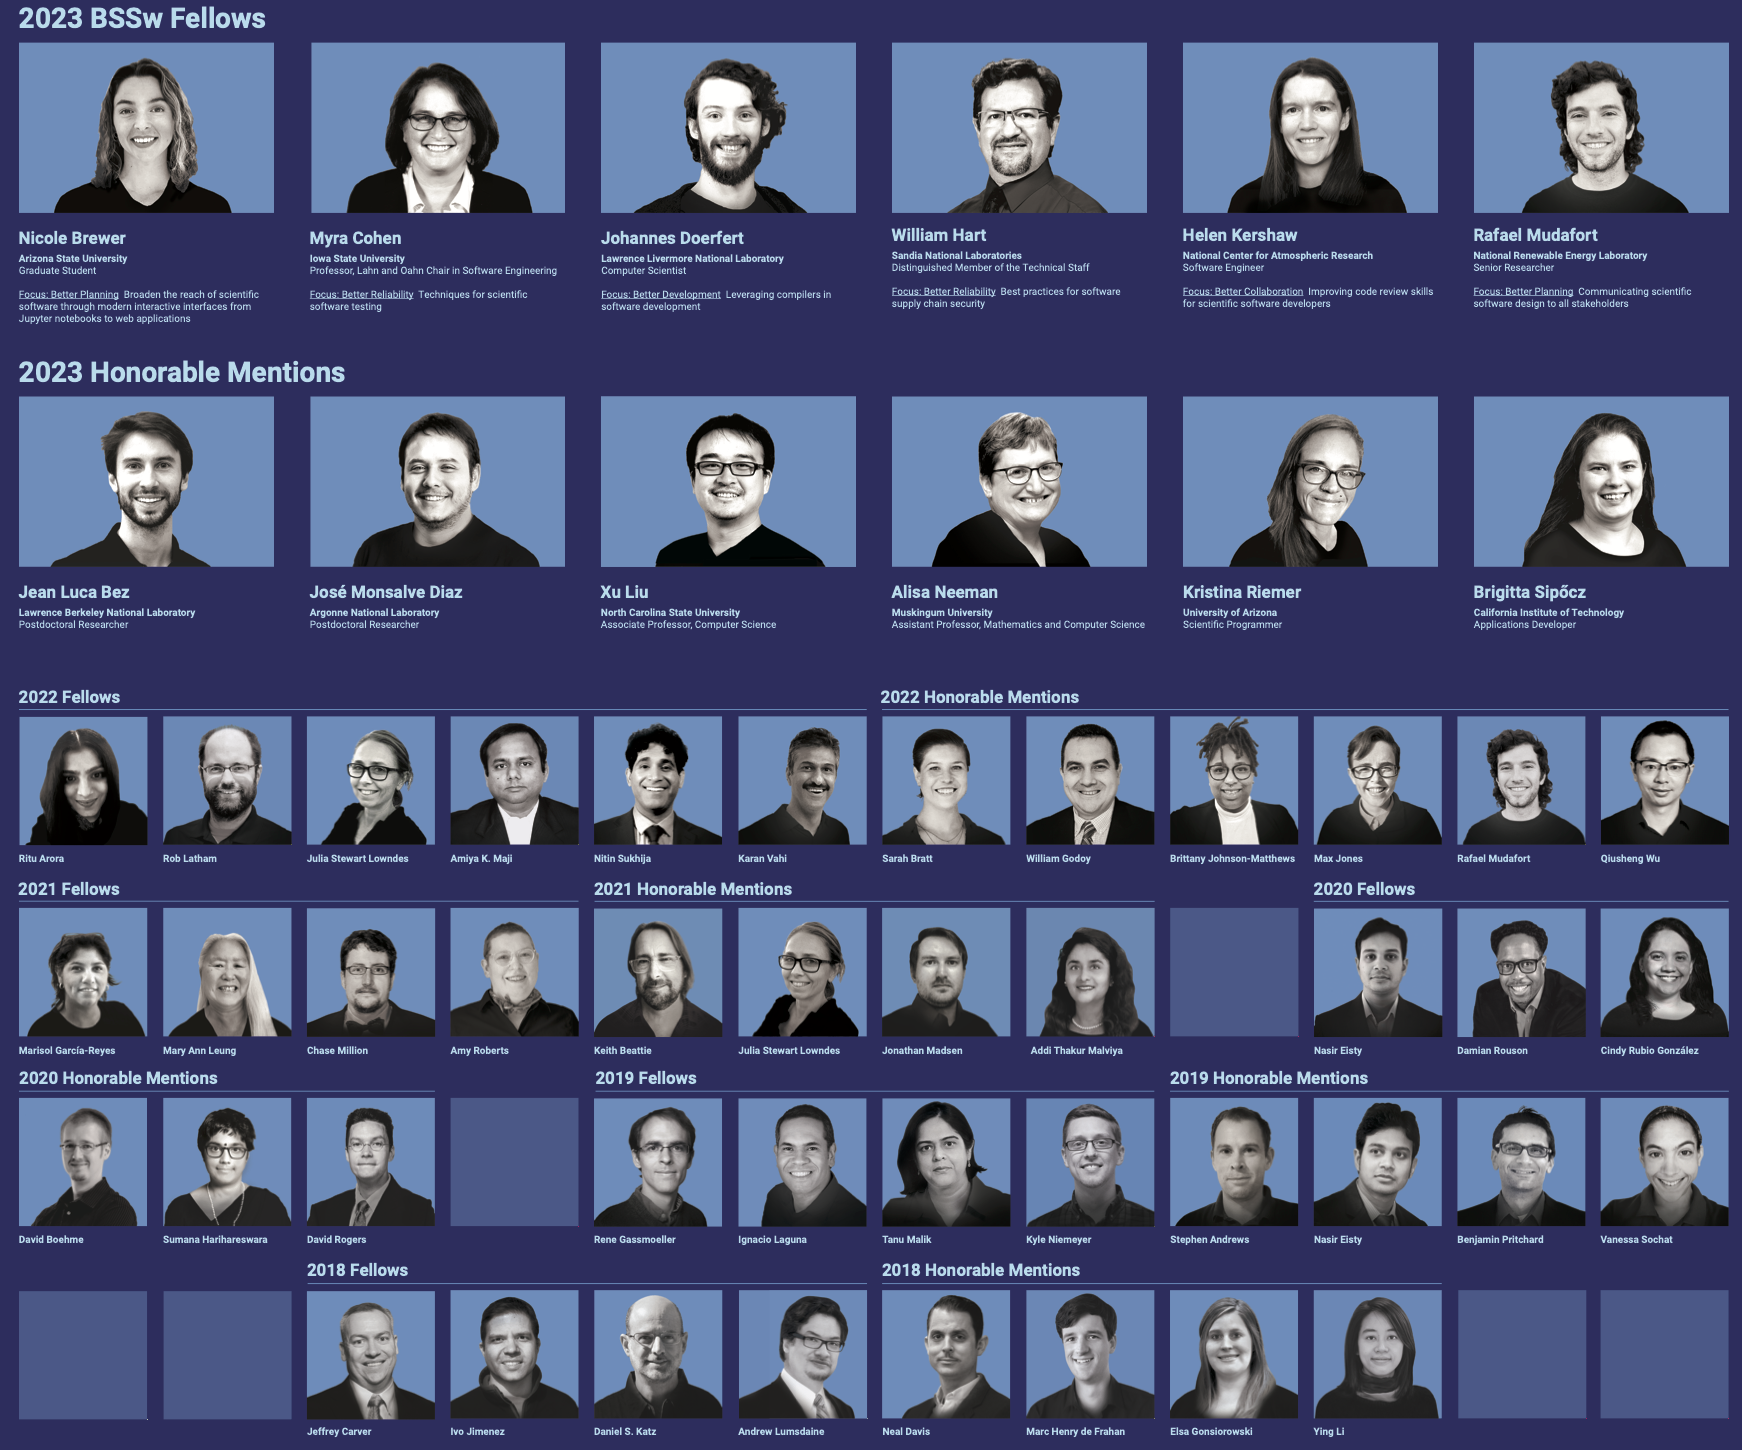 2023 BSSw Fellows
Nicole Brewer
Arizona State University
Graduate Student
Focus: Better Planning Broaden the reach of scientific
software through modern interactive interfaces from
Jupyter notebooks to web applications
Myra Cohen
Iowa State University
Professor, Lahn and Oahn Chair in Software Engineering
Focus: Better Reliability Techniques for scientific
software testing
Johannes Doerfert
Lawrence Livermore National Laboratory
Computer Scientist
Focus: Better Development Leveraging compilers in
software development
William Hart
Sandia National Laboratories
Distinguished Member of the Technical Staff
Focus: Better Reliability Best practices for software
supply chain security
Helen Kershaw
National Center for Atmospheric Research
Software Engineer
Focus: Better Collaboration Improving code review skills
for scientific software developers
Rafael Mudafort
National Renewable Energy Laboratory
Senior Researcher
Focus: Better Planning Communicating scientific
software design to all stakeholders
2023 Honorable Mentions
Jean Luca Bez
Lawrence Berkeley National Laboratory
Postdoctoral Researcher
José Monsalve Diaz
Argonne National Laboratory
Postdoctoral Researcher
Xu Liu
North Carolina State University
Associate Professor, Computer Science
Alisa Neeman
Muskingum University
Assistant Professor, Mathematics and Computer Science
Kristina Riemer
University of Arizona
Scientific Programmer
Brigitta Sipőcz
California Institute of Technology
Applications Developer
2022 Fellows
Ritu Arora
Rob Latham
Julia Stewart Lowndes
Amiya K. Maji
Nitin Sukhija
Karan Vahi
2022 Honorable Mentions
Sarah Bratt
William Godoy
Brittany Johnson-Matthews
Max Jones
Rafael Mudafort
Qiusheng Wu
2021 Fellows
Marisol García-Reyes
Mary Ann Leung
Chase Million
Amy Roberts
2021 Honorable Mentions
Keith Beattie
Julia Stewart Lowndes
Jonathan Madsen
Addi Thakur Malviya
2020 Fellows
Nasir Eisty
Damian Rouson
Cindy Rubio González
2020 Honorable Mentions
David Boehme
Sumana Harihareswara
David Rogers
2019 Fellows
Rene Gassmoeller
Ignacio Laguna
Tanu Malik
Kyle Niemeyer
2019 Honorable Mentions
Stephen Andrews
Nasir Eisty
Benjamin Pritchard
Vanessa Sochat
2018 Fellows
Jeffrey Carver
Ivo Jimenez
Daniel S. Katz
Andrew Lumsdaine
2018 Honorable Mentions
Neal Davis
Marc Henry de Frahan
Elsa Gonsiorowski
Ying Li